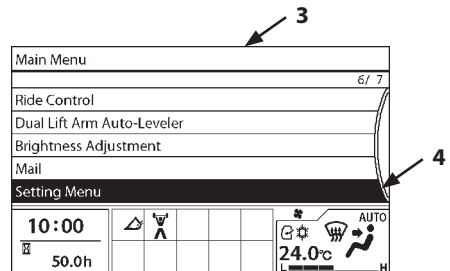 3
Main Menu
6/ 7
Ride Control
Dual Lift Arm Auto-Leveler
Brightness Adjustment
Mail
4
Setting Menu
10:00
AUTO
50.0h
24.0℃
L H